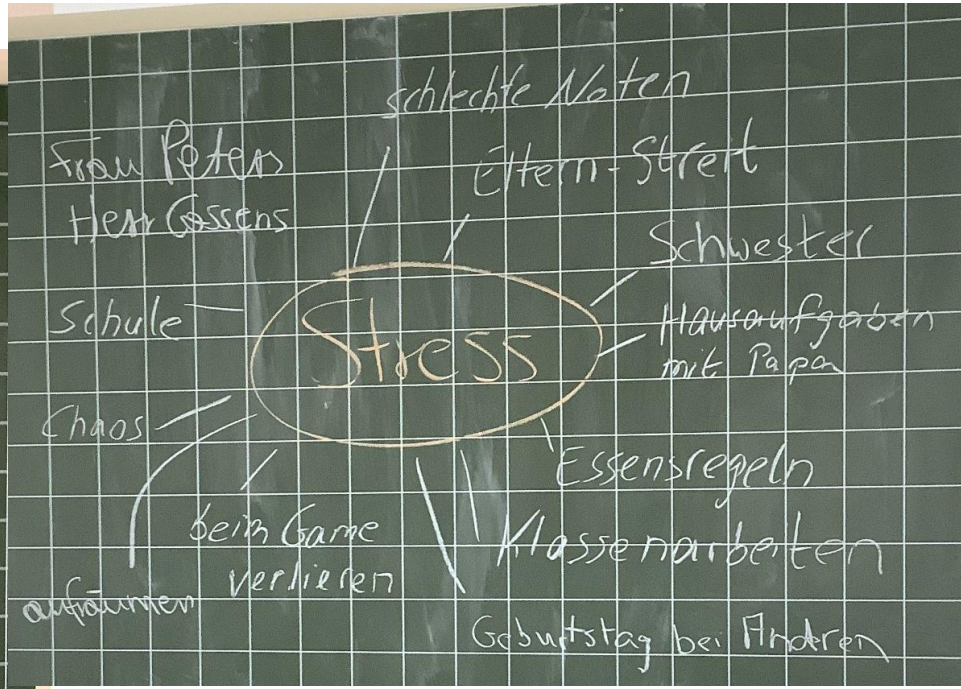 schlechte Noten
Frau Peters
Herr Cossens
Eltern-Streit
Schwester
Schule
Stress
Hausaufgaben
mit Papa
Chaos
Essensregeln
beim Game
verlieren
Klassenarbeiten
aufräumen
Geburtstag bei Anderen